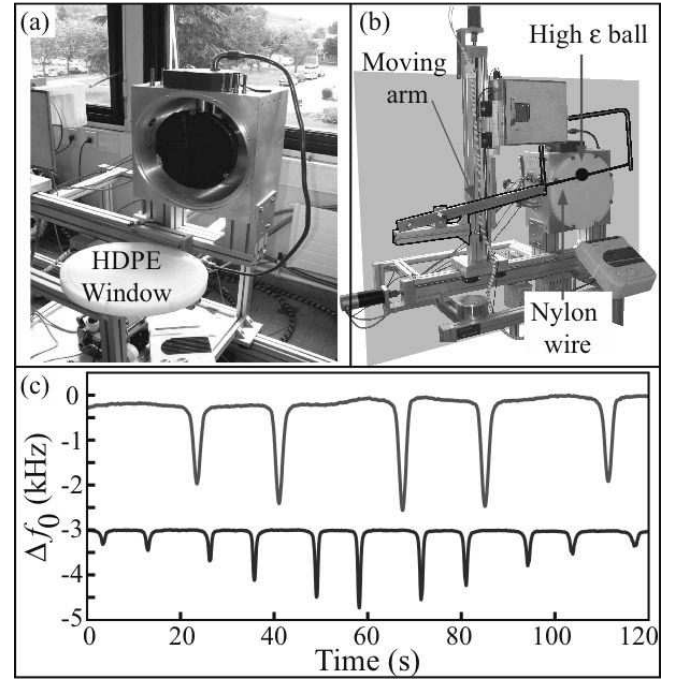 (a)
HDPE
Window
(b)
High ε ball
Moving
arm
Nylon
wire
(c)
Δf0 (kHz)
0
-1
-2
-3
-4
-5
0 20 40 60 80 100 120
Time (s)